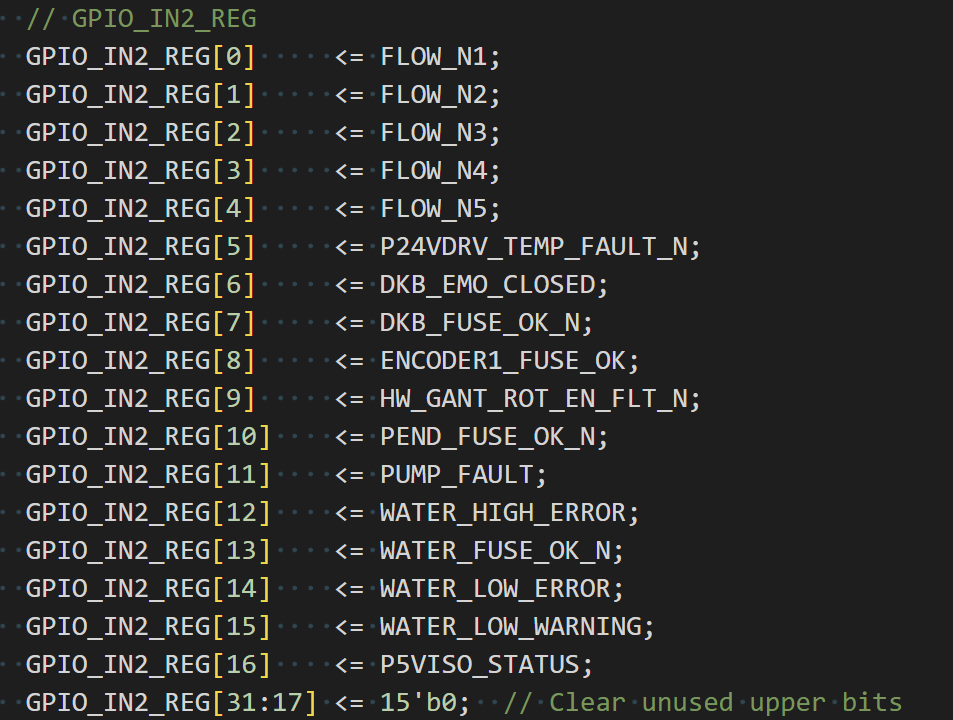 // GPIO_IN2_REG
GPIO_IN2_REG[0]     <= FLOW_N1;
GPIO_IN2_REG[1]     <= FLOW_N2;
GPIO_IN2_REG[2]     <= FLOW_N3;
GPIO_IN2_REG[3]     <= FLOW_N4;
GPIO_IN2_REG[4]     <= FLOW_N5;
GPIO_IN2_REG[5]     <= P24VDRV_TEMP_FAULT_N;
GPIO_IN2_REG[6]     <= DKB_EMO_CLOSED;
GPIO_IN2_REG[7]     <= DKB_FUSE_OK_N;
GPIO_IN2_REG[8]     <= ENCODER1_FUSE_OK;
GPIO_IN2_REG[9]     <= HW_GANT_ROT_EN_FLT_N;
GPIO_IN2_REG[10]    <= PEND_FUSE_OK_N;
GPIO_IN2_REG[11]    <= PUMP_FAULT;
GPIO_IN2_REG[12]    <= WATER_HIGH_ERROR;
GPIO_IN2_REG[13]    <= WATER_FUSE_OK_N;
GPIO_IN2_REG[14]    <= WATER_LOW_ERROR;
GPIO_IN2_REG[15]    <= WATER_LOW_WARNING;
GPIO_IN2_REG[16]    <= P5VISO_STATUS;
GPIO_IN2_REG[31:17] <= 15'b0;  // Clear unused upper bits